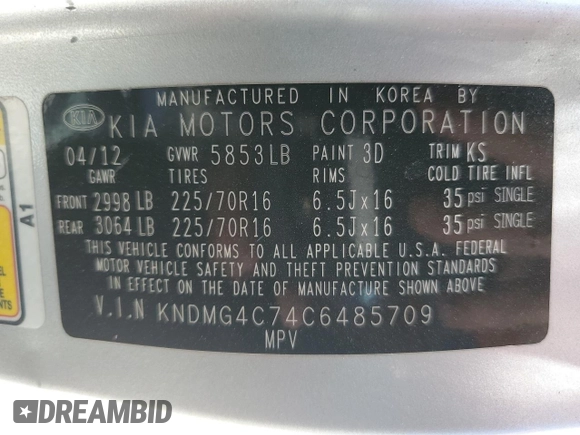 MANUFACTURED IN KOREA BY
KIA KIA MOTORS CORPORATION
04/12 GVWR 5853LB PAINT 3D TRIM KS
GAWR TIRES RIMS COLD TIRE INFL
FRONT 2998 LB 225/70R16 6.5Jx16 35 psi SINGLE
REAR 3064 LB 225/70R16 6.5Jx16 35 psi SINGLE
THIS VEHICLE CONFORMS TO ALL APPLICABLE U.S.A. FEDERAL
MOTOR VEHICLE SAFETY AND THEFT PREVENTION STANDARDS
IN EFFECT ON THE DATE OF MANUFACTURE SHOWN ABOVE
V.I.N KNDMG4C74C6485709
MPV
A1
DREAMBID